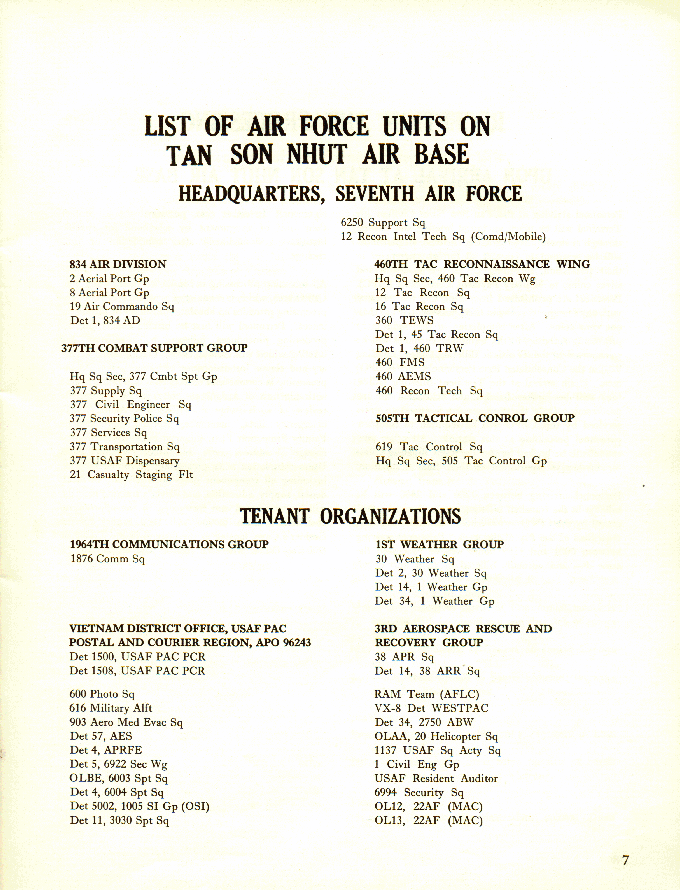 LIST OF AIR FORCE UNITS ON
TAN SON NHUT AIR BASE
HEADQUARTERS, SEVENTH AIR FORCE
6250 Support Sq
12 Recon Intel Tech Sq (Comd/Mobile)
834 AIR DIVISION
2 Aerial Port Gp
8 Aerial Port Gp
19 Air Commando Sq
Det 1, 834 AD
377TH COMBAT SUPPORT GROUP
Hq Sq Sec, 377 Cmbt Spt Gp
377 Supply Sq
377 Civil Engineer Sq
377 Security Police Sq
377 Services Sq
377 Transportation Sq
377 USAF Dispensary
21 Casualty Staging Flt
460TH TAC RECONNAISSANCE WING
Hq Sq Sec, 460 Tac Recon Wg
12 Tac Recon Sq
16 Tac Recon Sq
360 TEWS
Det 1, 45 Tac Recon Sq
Det 1, 460 TRW
460 FMS
460 AEMS
460 Recon Tech Sq
505TH TACTICAL CONROL GROUP
619 Tac Control Sq
Hq Sq Sec, 505 Tac Control Gp
TENANT ORGANIZATIONS
1964TH COMMUNICATIONS GROUP
1876 Comm Sq
VIETNAM DISTRICT OFFICE, USAF PAC
POSTAL AND COURIER REGION, APO 96243
Det 1500, USAF PAC PCR
Det 1508, USAF PAC PCR
600 Photo Sq
616 Military Alft
903 Aero Med Evac Sq
Det 57, AES
Det 4, APRFE
Det 5, 6922 Sec Wg
OLBE, 6003 Spt Sq
Det 4, 6004 Spt Sq
Det 5002, 1005 SI Gp (OSI)
Det 11, 3030 Spt Sq
1ST WEATHER GROUP
30 Weather Sq
Det 2, 30 Weather Sq
Det 14, 1 Weather Gp
Det 34, 1 Weather Gp
3RD AEROSPACE RESCUE AND
RECOVERY GROUP
38 APR Sq
Det 14, 38 ARR Sq
RAM Team (AFLC)
VX-8 Det WESTPAC
Det 34, 2750 ABW
OLAA, 20 Helicopter Sq
1137 USAF Sq Acty Sq
1 Civil Eng Gp
USAF Resident Auditor
6994 Security Sq
OL12, 22AF (MAC)
OL13, 22AF (MAC)
7